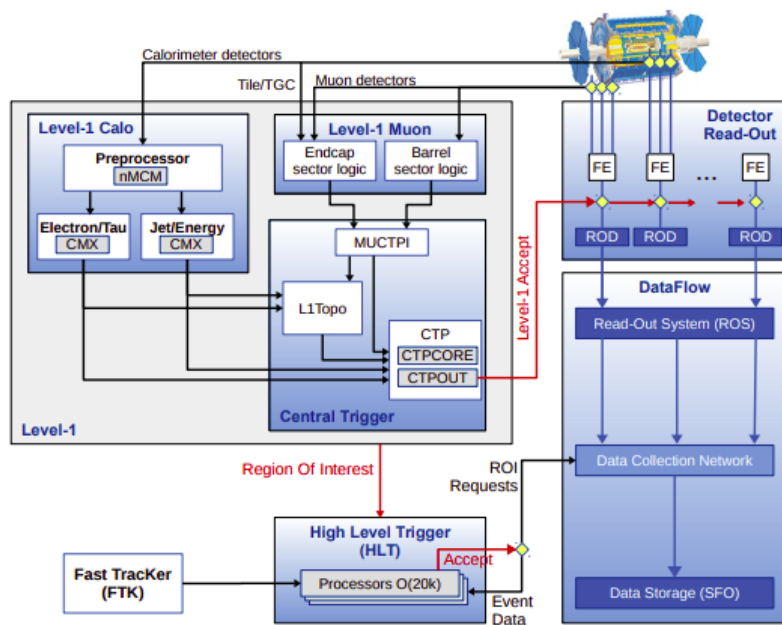 Calorimeter detectors
Tile/TGC
Muon detectors
Level-1 Calo
Preprocessor
nMCM
Electron/Tau
CMX
Jet/Energy
CMX
Level-1 Muon
Endcap
sector logic
Barrel
sector logic
MUCTPI
L1Topo
CTP
CTPCORE
CTPOUT
Central Trigger
Level-1
Level-1 Accept
Detector
Read-Out
FE
FE
...
FE
ROD
ROD
ROD
DataFlow
Read-Out System (ROS)
Data Collection Network
Data Storage (SFO)
Region Of Interest
ROI
Requests
High Level Trigger
(HLT)
Accept
Processors O(20k)
Event
Data
Fast TracKer
(FTK)